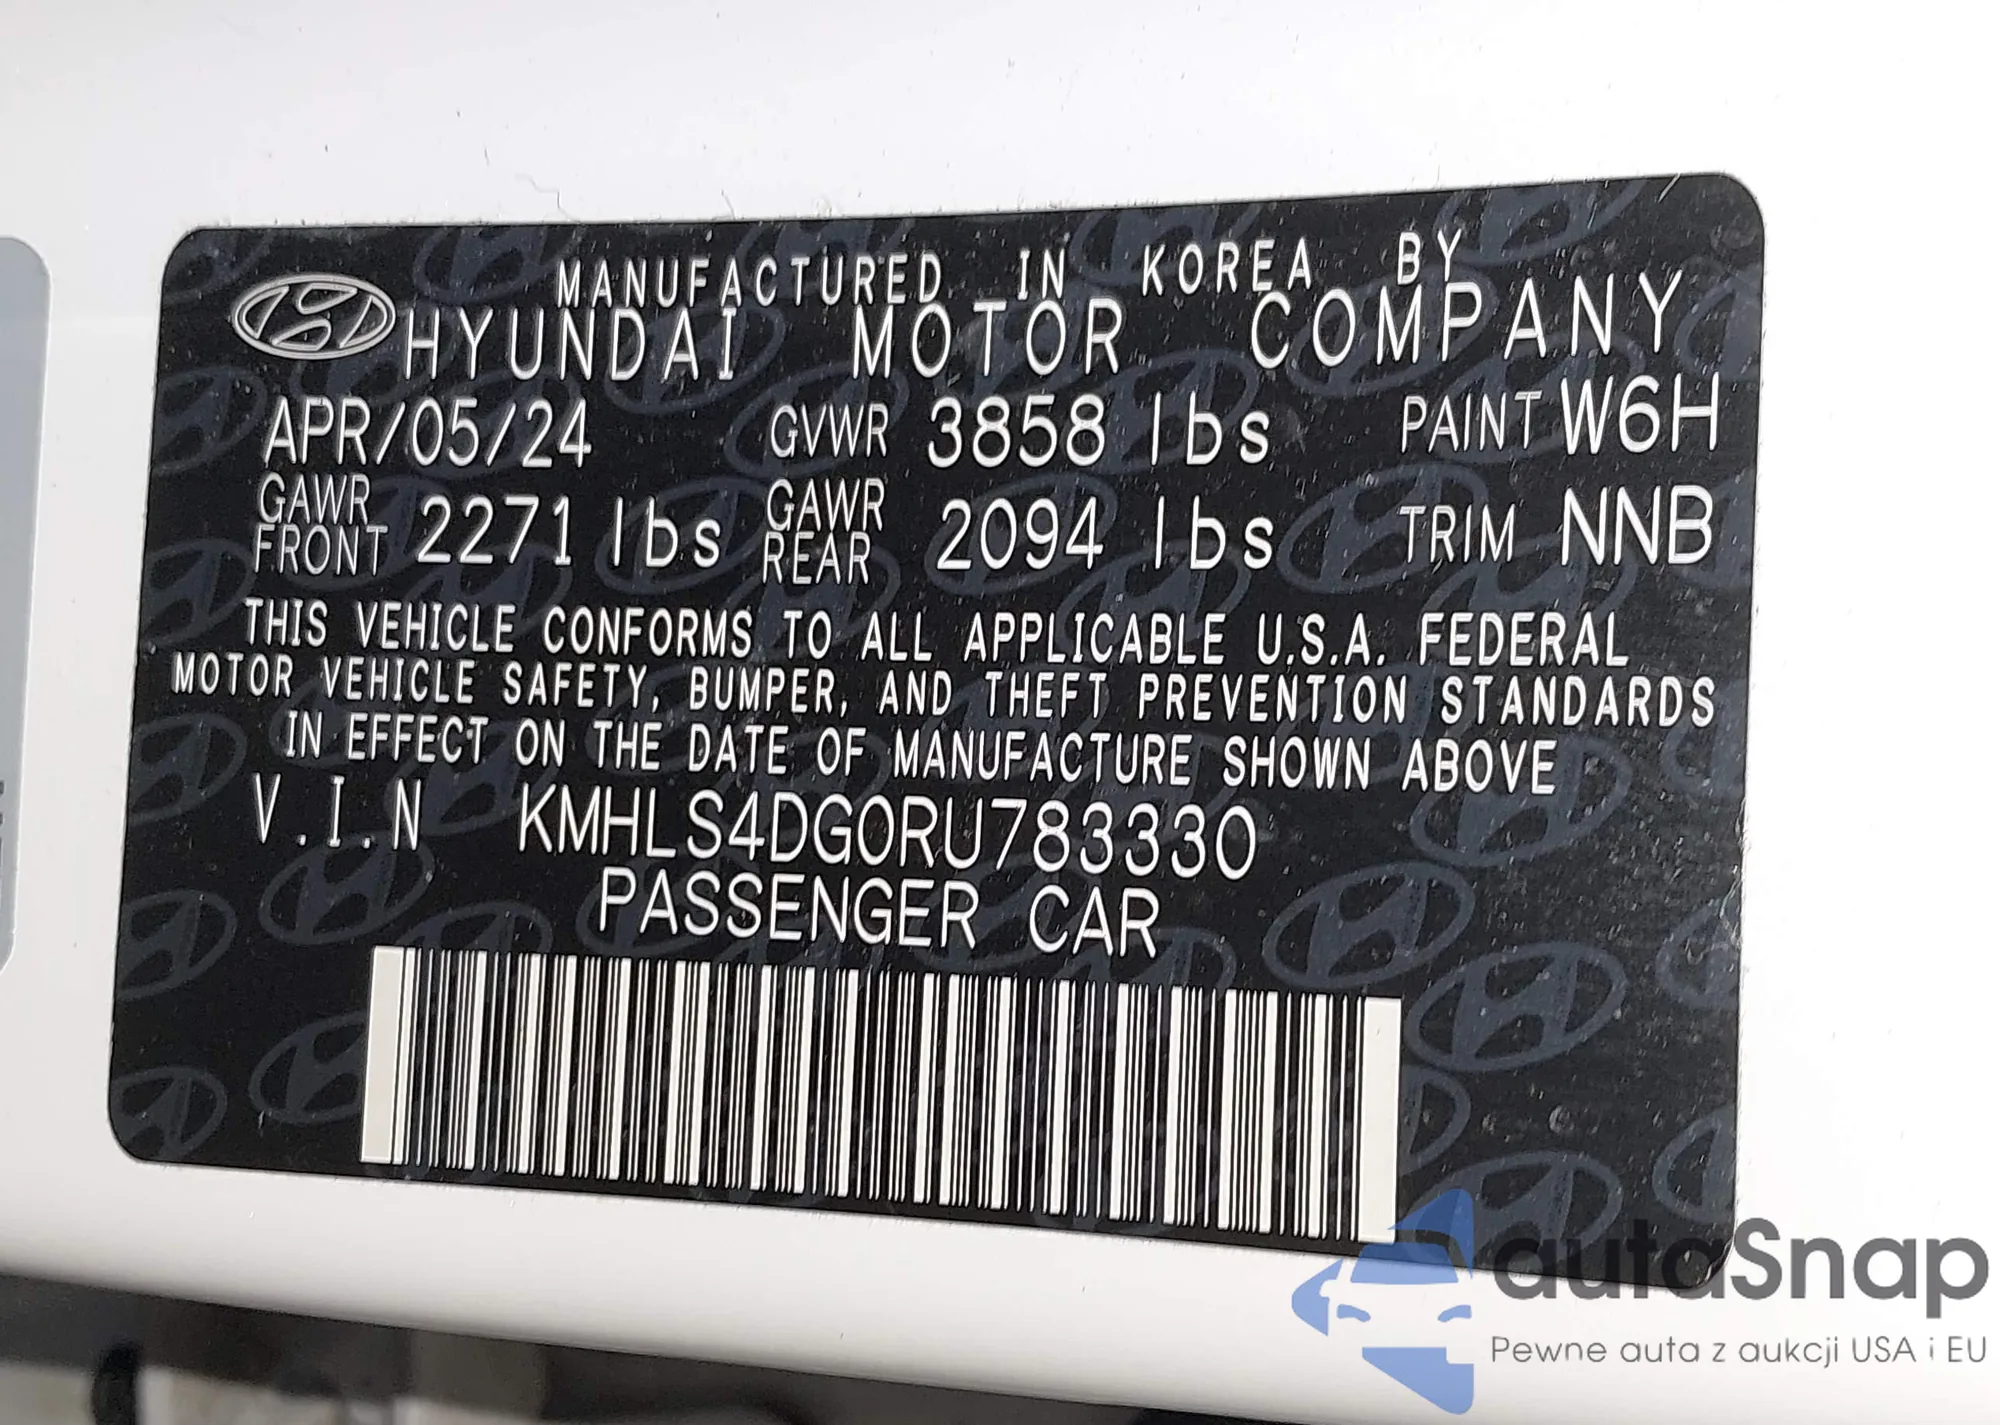 MANUFACTURED IN KOREA BY
HYUNDAI MOTOR COMPANY
APR/05/24 GVWR 3858 lbs PAINT W6H
GAWR FRONT 2271 lbs GAWR REAR 2094 lbs TRIM NNB
THIS VEHICLE CONFORMS TO ALL APPLICABLE U.S.A. FEDERAL
MOTOR VEHICLE SAFETY, BUMPER, AND THEFT PREVENTION STANDARDS
IN EFFECT ON THE DATE OF MANUFACTURE SHOWN ABOVE
V.I.N KMHLS4DG0RU783330
PASSENGER CAR
autaSnap
Pewne auta z aukcji USA i EU